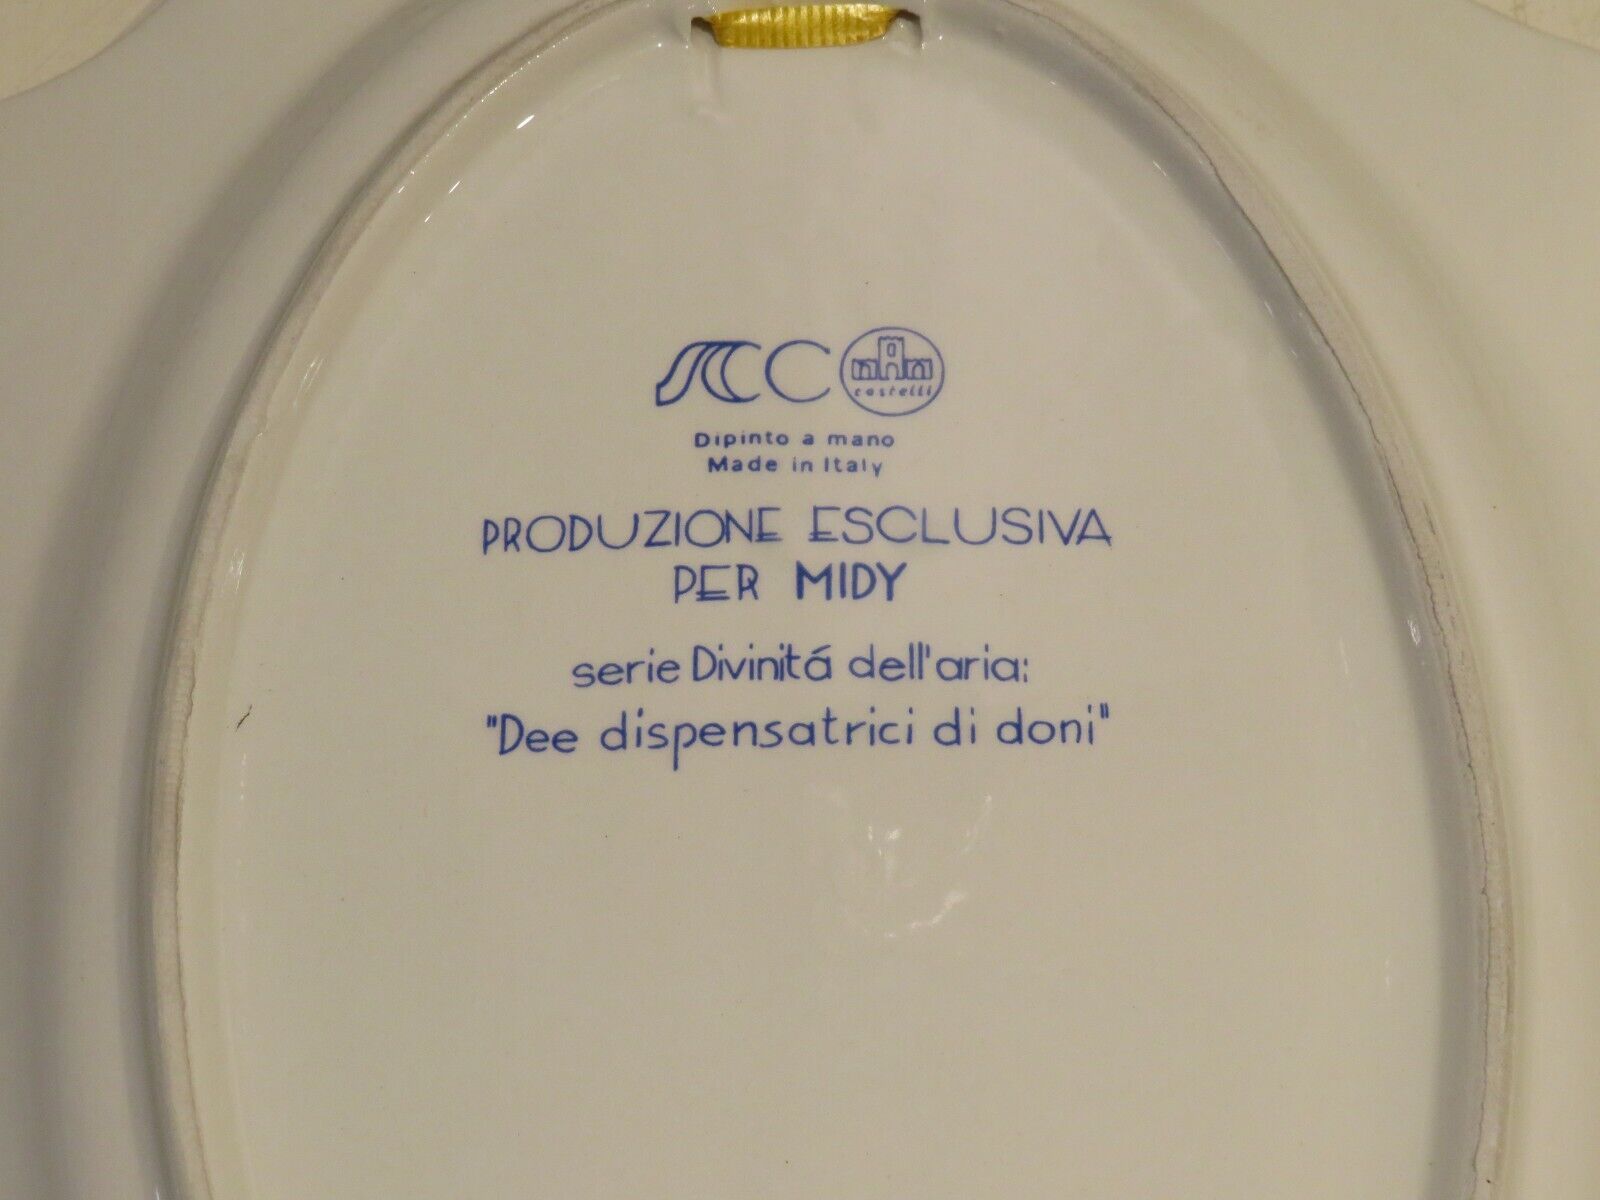 SCC castelli
Dipinto a mano
Made in Italy
PRODUZIONE ESCLUSIVA
PER MIDY
serie Divinitá dell'aria:
"Dee dispensatrici di doni"